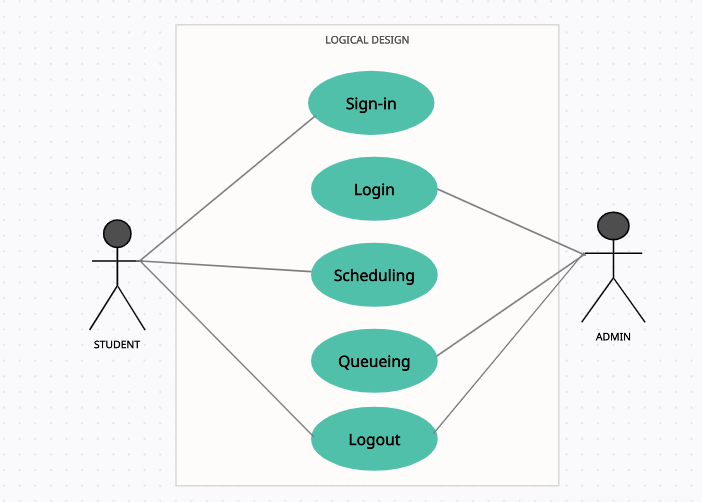 LOGICAL DESIGN
Sign-in
Login
Scheduling
Queueing
Logout
STUDENT
ADMIN